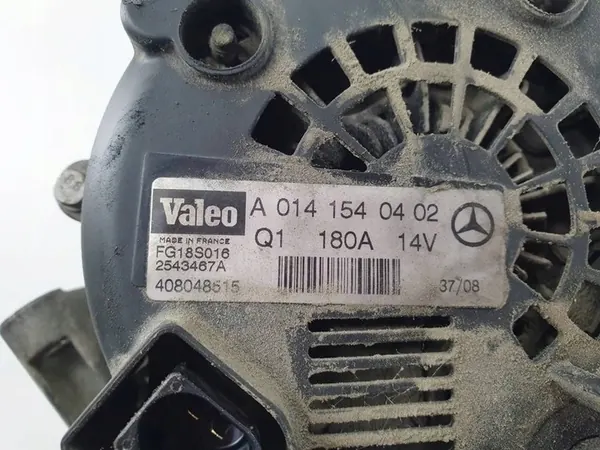 Valeo A 014 154 04 02
MADE IN FRANCE Q1 180A 14V
FG18S016
2543467A
408048515 37/08